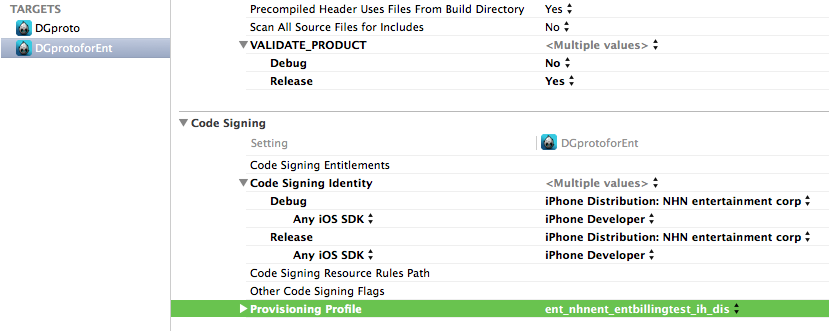 TARGETS
DGproto
DGprotoforEnt
Precompiled Header Uses Files From Build Directory Yes
Scan All Source Files for Includes No
VALIDATE_PRODUCT <Multiple values>
Debug No
Release Yes
Code Signing
Setting DGprotoforEnt
Code Signing Entitlements
Code Signing Identity <Multiple values>
Debug iPhone Distribution: NHN entertainment corp
Any iOS SDK iPhone Developer
Release iPhone Distribution: NHN entertainment corp
Any iOS SDK iPhone Developer
Code Signing Resource Rules Path
Other Code Signing Flags
Provisioning Profile ent_nhnent_entbillingtest_ih_dis